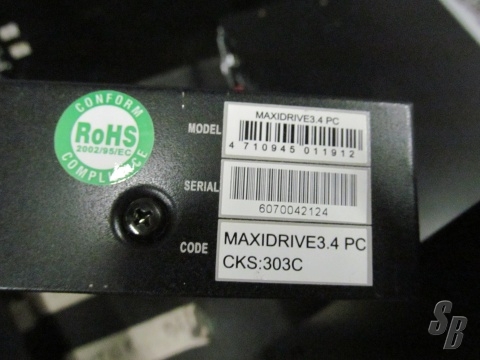 CONFORM
RoHS
2002/95/EC
COMPLIANCE
MODEL
MAXIDRIVE3.4 PC
4 710945 011912
SERIAL
6070042124
CODE
MAXIDRIVE3.4 PC
CKS:303C
SB